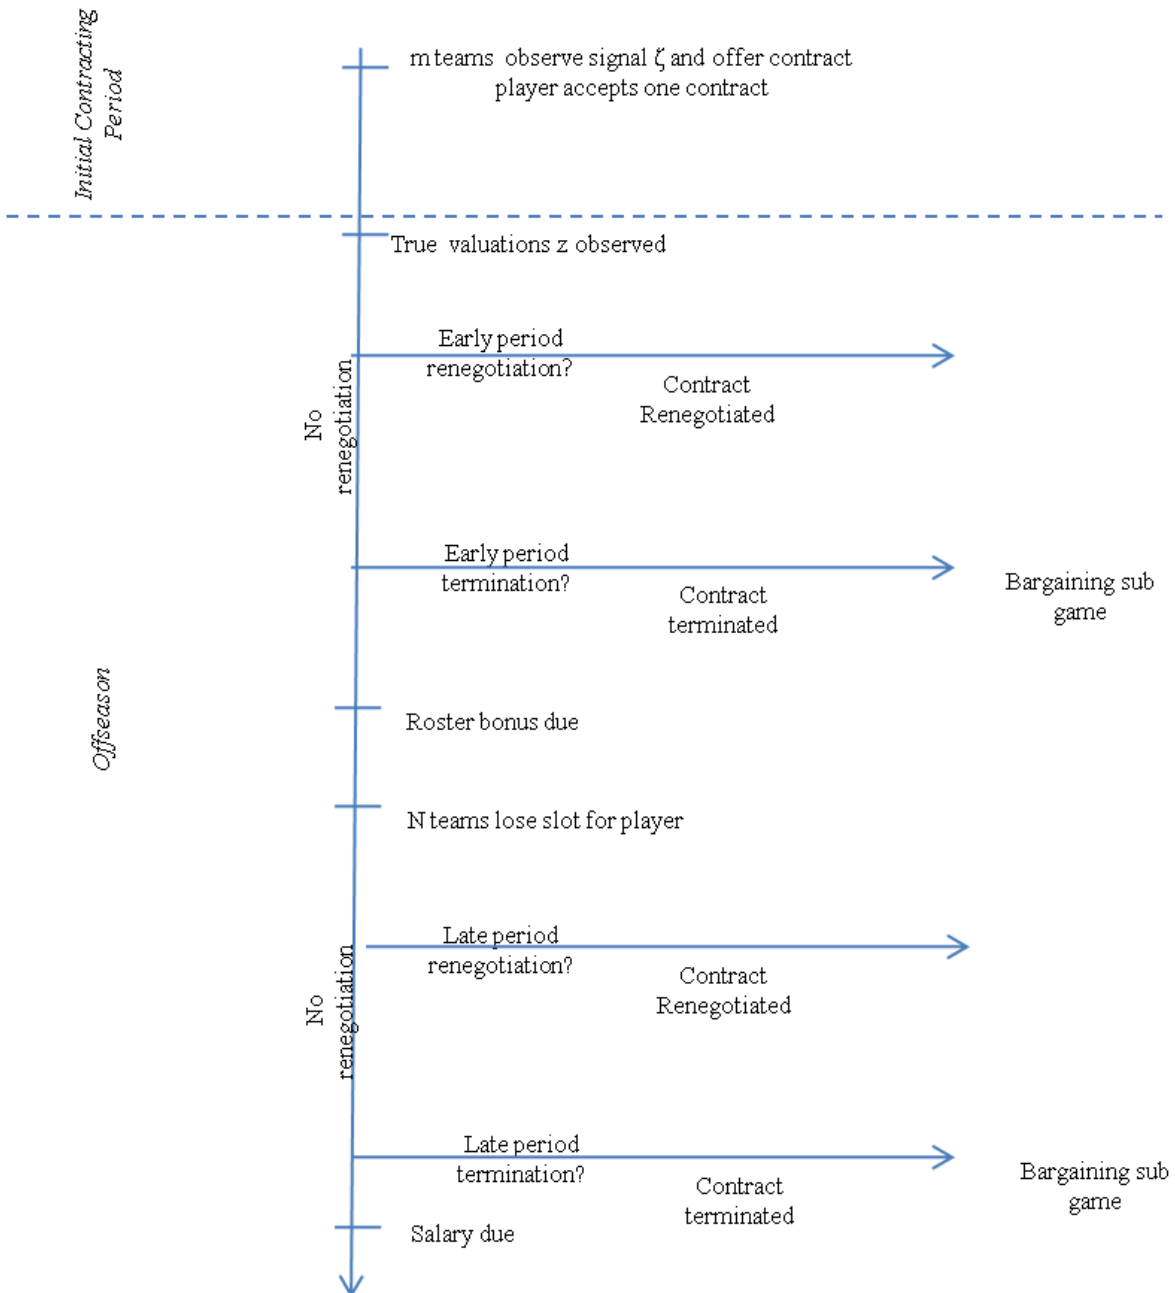 Initial Contracting
Period
m teams observe signal ζ and offer contract
player accepts one contract
True valuations z observed
Early period
renegotiation?
Contract
Renegotiated
No
renegotiation
Early period
termination?
Contract
terminated
Bargaining sub
game
Offseason
Roster bonus due
N teams lose slot for player
Late period
renegotiation?
Contract
Renegotiated
No
renegotiation
Late period
termination?
Contract
terminated
Bargaining sub
game
Salary due